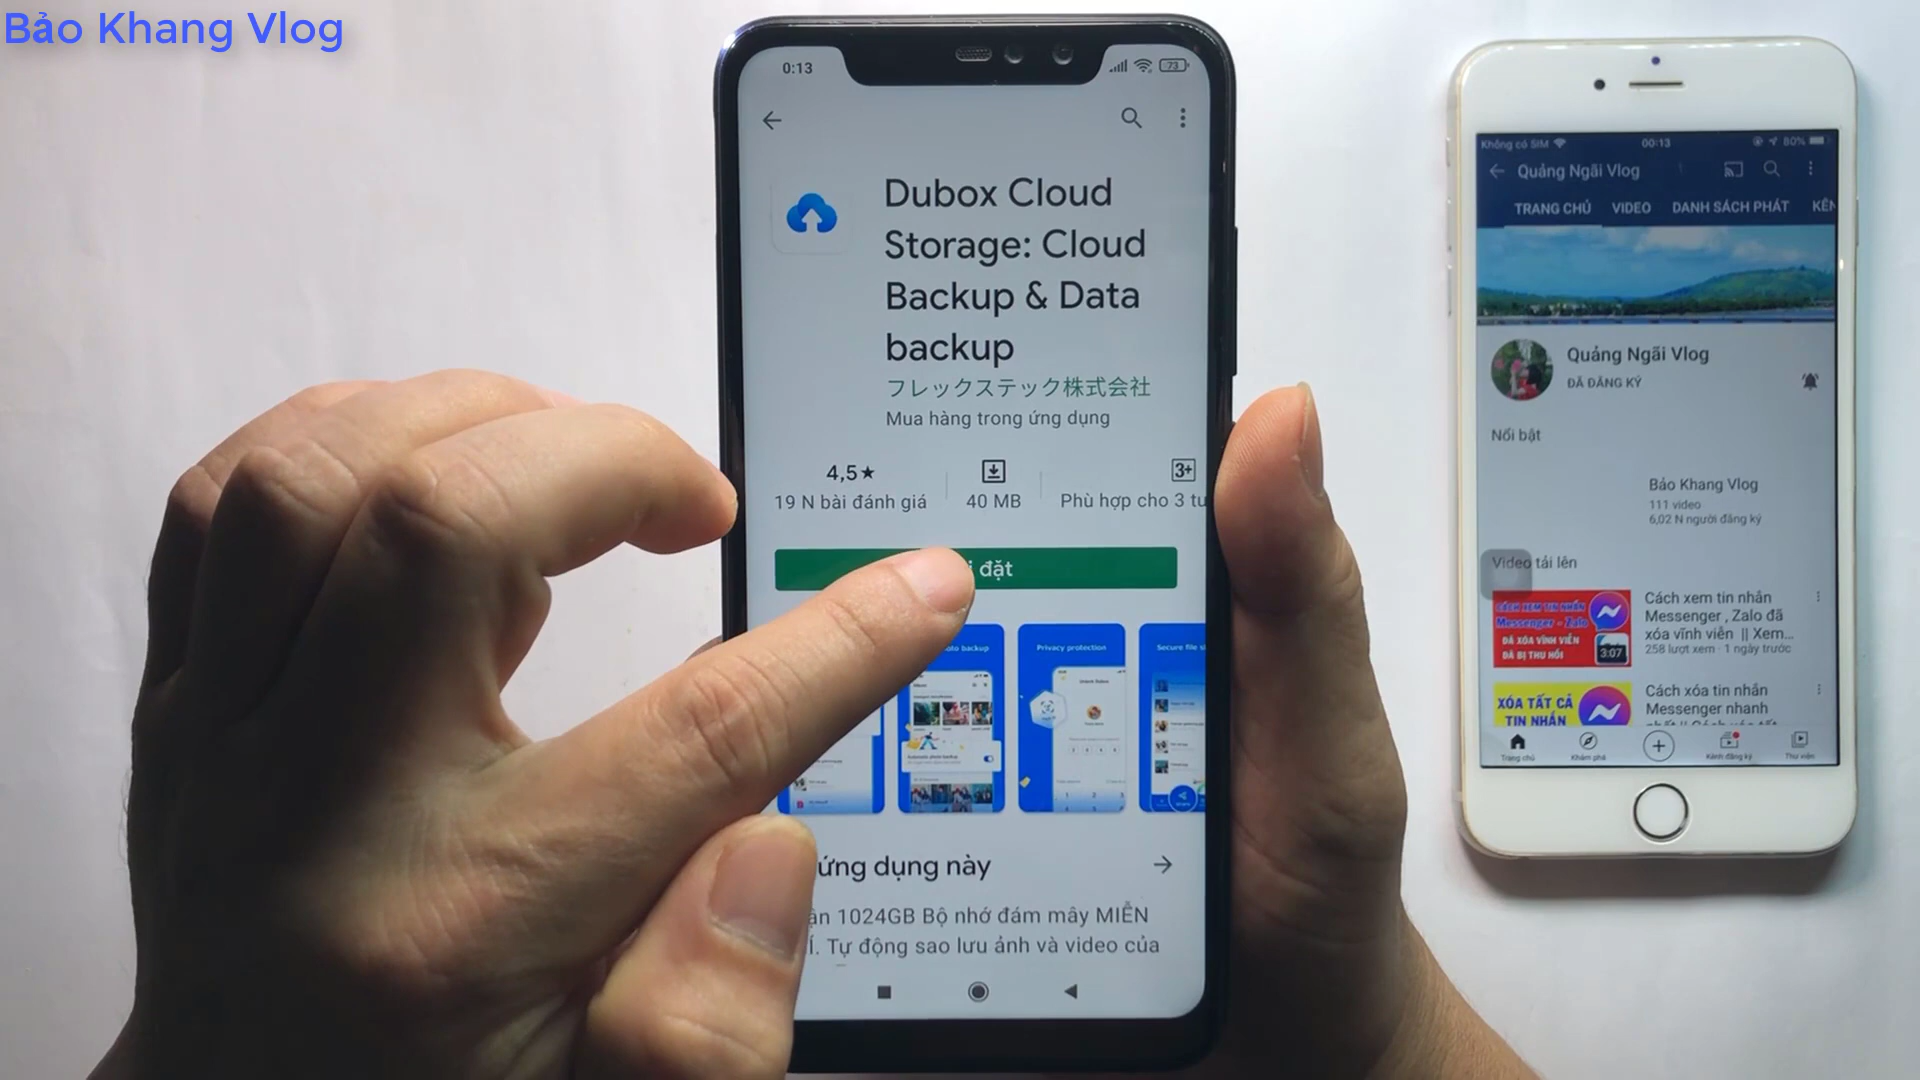 Bảo Khang Vlog
0:13
73
Dubox Cloud
Storage: Cloud
Backup & Data
backup
フレックステック株式会社
Mua hàng trong ứng dụng
4,5★
19 N bài đánh giá
40 MB
3+
Phù hợp cho 3 tu
đặt
oto backup
Privacy protection
Secure file s
ứng dụng này
1024GB Bộ nhớ đám mây MIỄN
Tự động sao lưu ảnh và video của
Không có SIM
00:13
80%
Quảng Ngãi Vlog
TRANG CHỦ VIDEO DANH SÁCH PHÁT KÊN
Quảng Ngãi Vlog
ĐÃ ĐĂNG KÝ
Nổi bật
Bảo Khang Vlog
111 video
6,02 N người đăng ký
Video tải lên
CÁCH XEM TIN NHẮN
Messenger - Zalo
ĐÃ XÓA VĨNH VIỄN
ĐÃ BỊ THU HỒI
3:07
Cách xem tin nhắn
Messenger , Zalo đã
xóa vĩnh viễn || Xem...
258 lượt xem · 1 ngày trước
XÓA TẤT CẢ
TIN NHẮN
Cách xóa tin nhắn
Messenger nhanh
Trang chủ
Khám phá
Kênh đăng ký
Thư viện